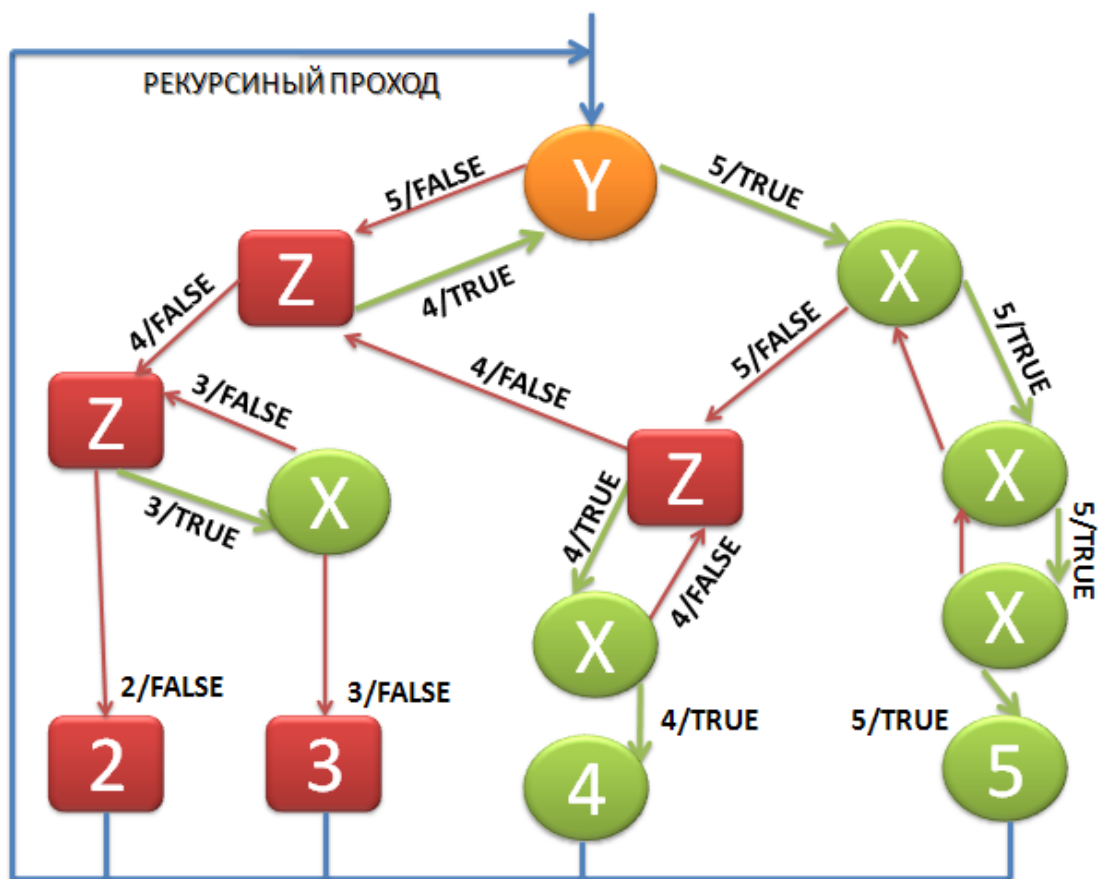 РЕКУРСИНЫЙ ПРОХОД
Y
5/FALSE
5/TRUE
Z
4/TRUE
X
4/FALSE
5/FALSE
5/TRUE
4/FALSE
3/FALSE
Z
X
3/TRUE
Z
X
4/TRUE
4/FALSE
5/TRUE
X
X
2/FALSE
3/FALSE
4/TRUE
5/TRUE
2
3
4
5